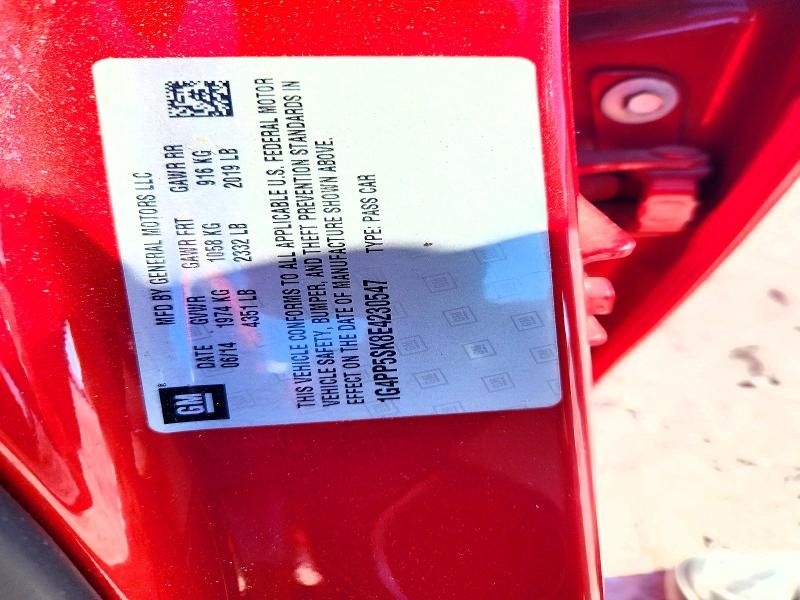 GM
MFD BY GENERAL MOTORS LLC
DATE GVWR GAWR FRT GAWR RR
06/14 1974 KG 1058 KG 916 KG
4351 LB 2332 LB 2019 LB
THIS VEHICLE CONFORMS TO ALL APPLICABLE U.S. FEDERAL MOTOR
VEHICLE SAFETY, BUMPER, AND THEFT PREVENTION STANDARDS IN
EFFECT ON THE DATE OF MANUFACTURE SHOWN ABOVE.
1G4PP5SK8E4230547 TYPE: PASS CAR